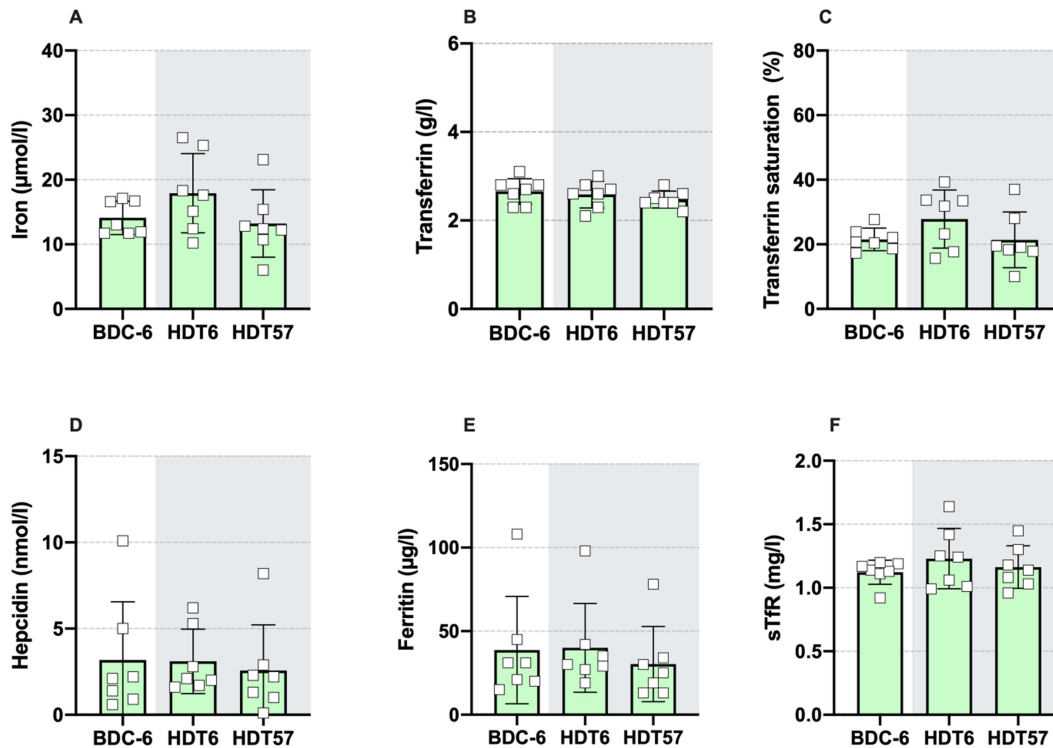 A
B
C
Iron (µmol/l)
40
30
20
10
0
BDC-6 HDT6 HDT57
Transferrin (g/l)
6
4
2
0
BDC-6 HDT6 HDT57
Transferrin saturation (%)
80
60
40
20
0
BDC-6 HDT6 HDT57
D
E
F
Hepcidin (nmol/l)
15
10
5
0
BDC-6 HDT6 HDT57
Ferritin (µg/l)
150
100
50
0
BDC-6 HDT6 HDT57
sTfR (mg/l)
2.0
1.5
1.0
0.5
0.0
BDC-6 HDT6 HDT57